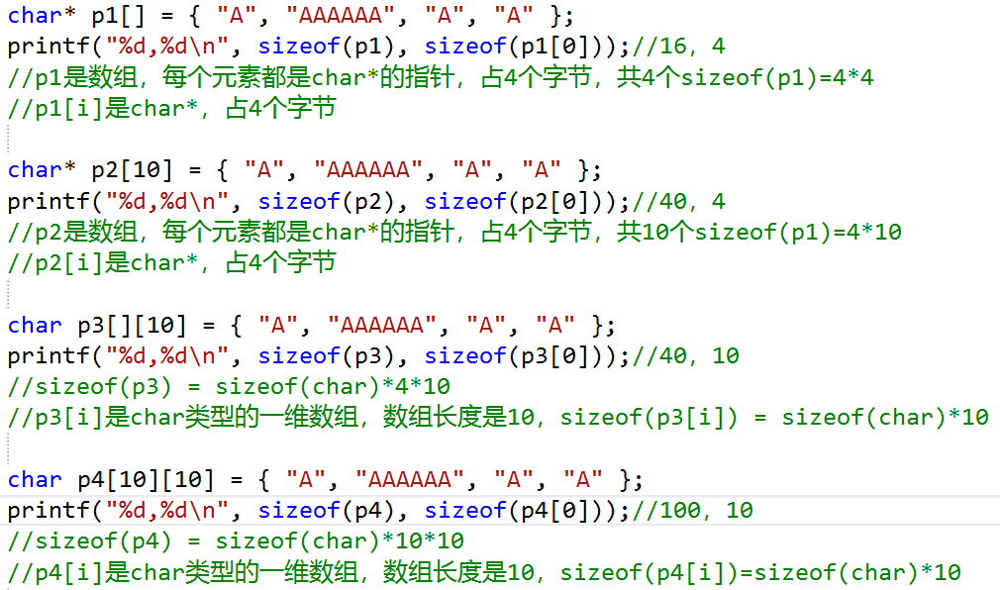 char* p1[] = { "A", "AAAAAA", "A", "A" };
printf("%d,%d\n", sizeof(p1), sizeof(p1[0]));//16，4
//p1是数组，每个元素都是char*的指针，占4个字节，共4个sizeof(p1)=4*4
//p1[i]是char*，占4个字节
char* p2[10] = { "A", "AAAAAA", "A", "A" };
printf("%d,%d\n", sizeof(p2), sizeof(p2[0]));//40，4
//p2是数组，每个元素都是char*的指针，占4个字节，共10个sizeof(p1)=4*10
//p2[i]是char*，占4个字节
char p3[][10] = { "A", "AAAAAA", "A", "A" };
printf("%d,%d\n", sizeof(p3), sizeof(p3[0]));//40，10
//sizeof(p3) = sizeof(char)*4*10
//p3[i]是char类型的一维数组，数组长度是10，sizeof(p3[i]) = sizeof(char)*10
char p4[10][10] = { "A", "AAAAAA", "A", "A" };
printf("%d,%d\n", sizeof(p4), sizeof(p4[0]));//100，10
//sizeof(p4) = sizeof(char)*10*10
//p4[i]是char类型的一维数组，数组长度是10，sizeof(p4[i])=sizeof(char)*10